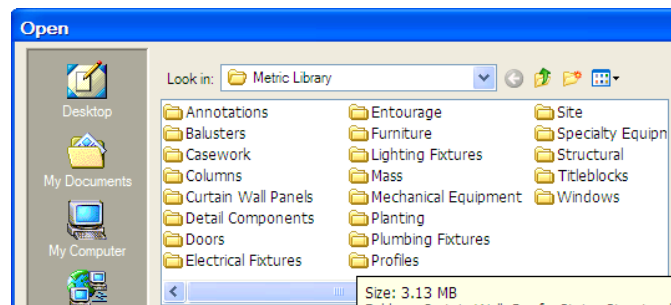 Open
Look in: Metric Library
Desktop
My Documents
My Computer
Annotations
Balusters
Casework
Columns
Curtain Wall Panels
Detail Components
Doors
Electrical Fixtures
Entourage
Furniture
Lighting Fixtures
Mass
Mechanical Equipment
Planting
Plumbing Fixtures
Profiles
Site
Specialty Equipn
Structural
Titleblocks
Windows
Size: 3.13 MB